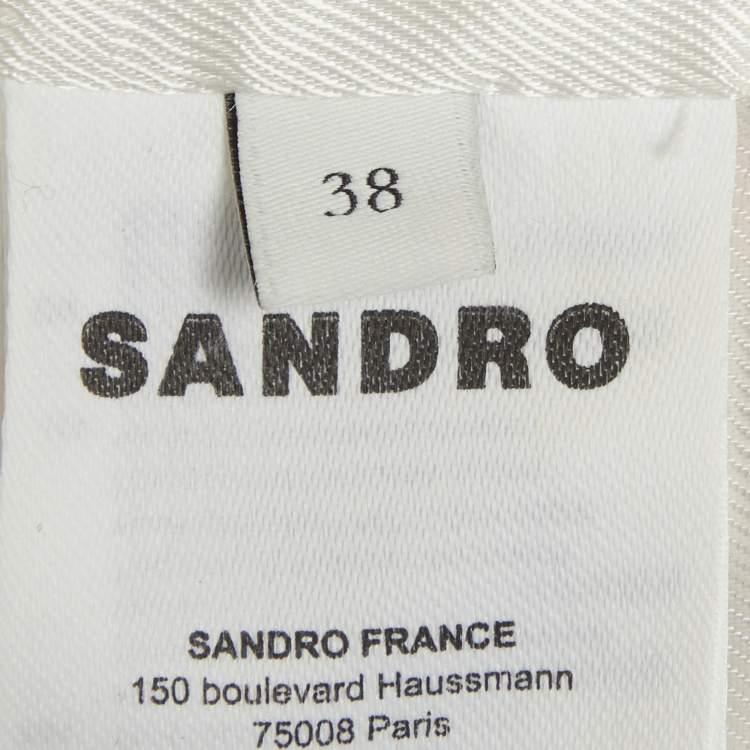 38
SANDRO
SANDRO FRANCE
150 boulevard Haussmann
75008 Paris